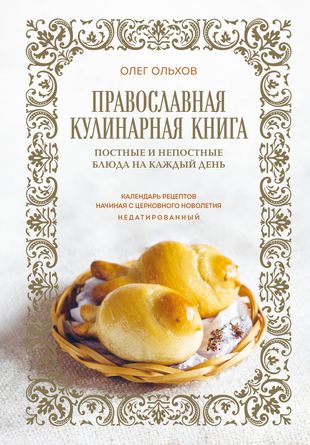 ОЛЕГ ОЛЬХОВ
ПРАВОСЛАВНАЯ
КУЛИНАРНАЯ КНИГА
ПОСТНЫЕ И НЕПОСТНЫЕ
БЛЮДА НА КАЖДЫЙ ДЕНЬ
КАЛЕНДАРЬ РЕЦЕПТОВ
НАЧИНАЯ С ЦЕРКОВНОГО НОВОЛЕТИЯ
НЕДАТИРОВАННЫЙ